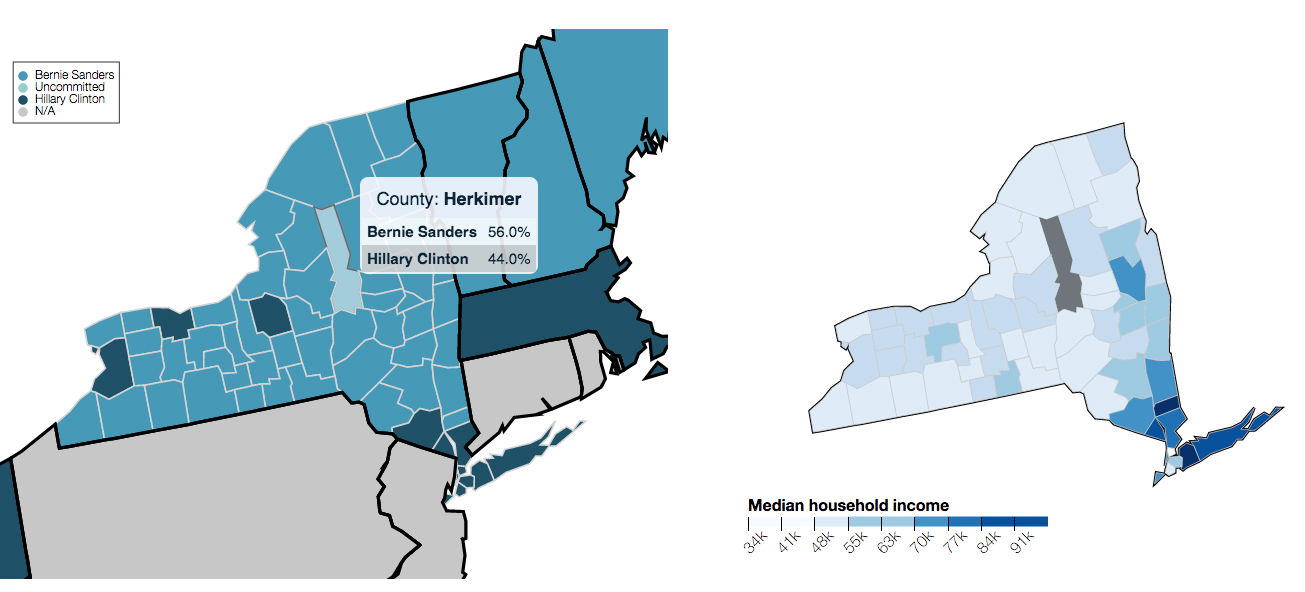 Bernie Sanders
Uncommitted
Hillary Clinton
N/A
County: Herkimer
Bernie Sanders 56.0%
Hillary Clinton 44.0%
Median household income
34k 41k 48k 55k 63k 70k 77k 84k 91k